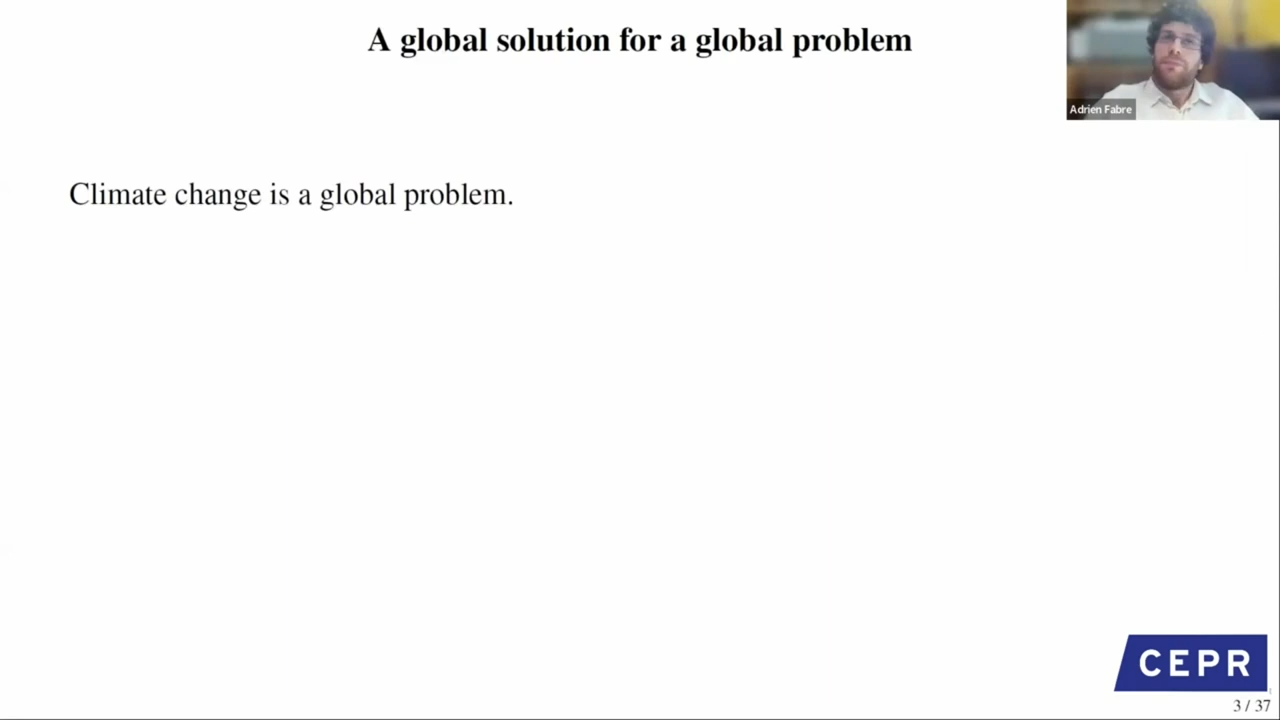 A global solution for a global problem
Adrien Fabre
Climate change is a global problem.
CEPR
3 / 37